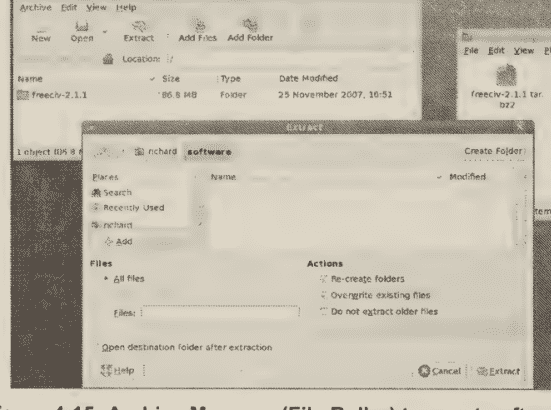 Archive Edit View Help
New Open Extract Add Files Add Folder
Location: /
Name Size Type Date Modified
freeciv-2.1.1 86.8 MB Folder 25 November 2007, 16:51
File Edit View
freeciv-2.1.1 tar.
bz2
1 object
Extract
richard software Create Folder
Places Name Modified
Search
Recently Used
richard
Add
Files Actions
All files Re-create folders
Overwrite existing files
Files: Do not extract older files
Open destination folder after extraction
Help Cancel Extract